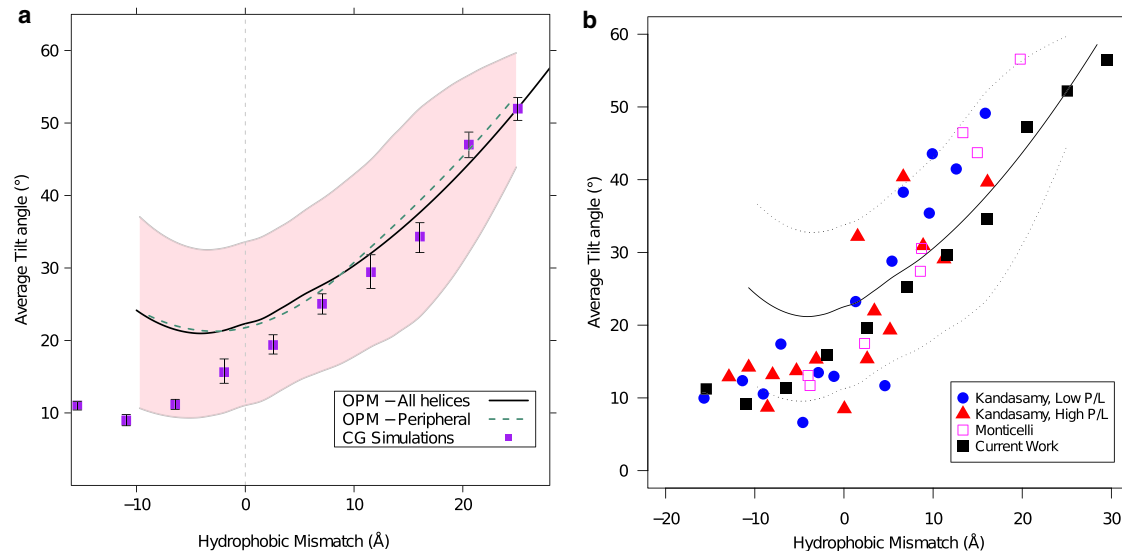 a
Average Tilt angle (°)
60
50
40
30
20
10
−10
0
10
20
Hydrophobic Mismatch (Å)
OPM −All helices
OPM −Peripheral
CG Simulations
b
Average Tilt angle (°)
60
50
40
30
20
10
0
−20
−10
0
10
20
30
Hydrophobic Mismatch (Å)
Kandasamy, Low P/L
Kandasamy, High P/L
Monticelli
Current Work